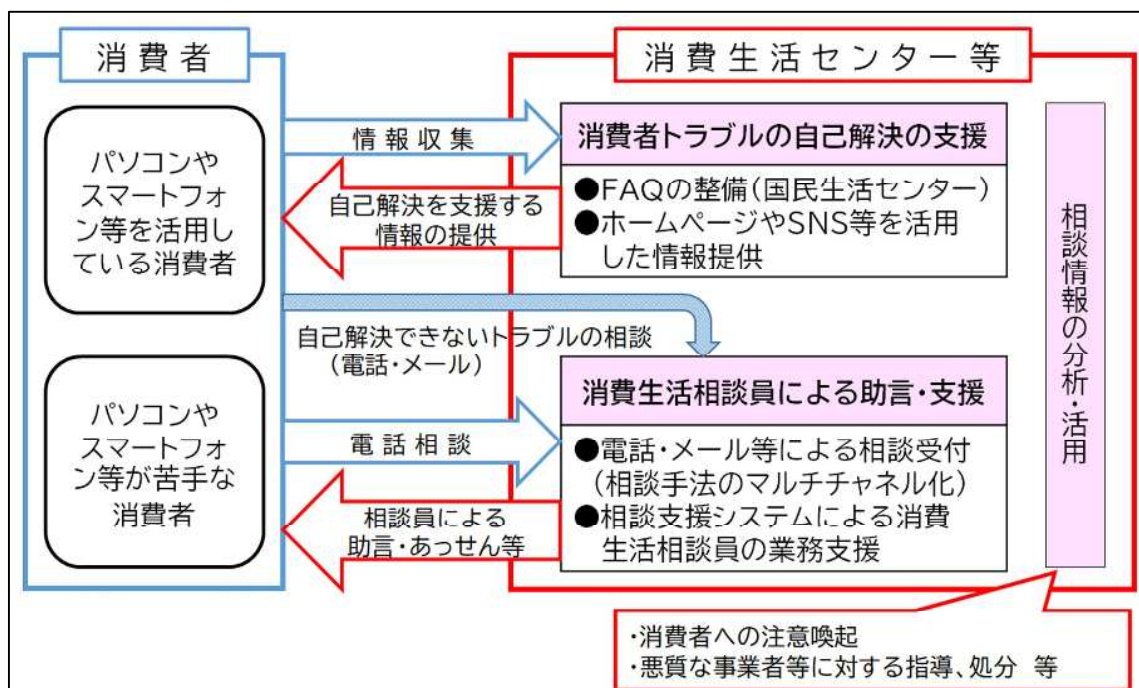 消費者
消費生活センター等
パソコンや
スマートフォ
ン等を活用し
ている消費者
情報収集
自己解決を支援する
情報の提供
消費者トラブルの自己解決の支援
●FAQの整備(国民生活センター)
●ホームページやSNS等を活用
した情報提供
自己解決できないトラブルの相談
(電話・メール)
パソコンや
スマートフォ
ン等が苦手な
消費者
電話相談
相談員による
助言・あっせん等
消費生活相談員による助言・支援
●電話・メール等による相談受付
(相談手法のマルチチャネル化)
●相談支援システムによる消費
生活相談員の業務支援
相談情報の分析・活用
・消費者への注意喚起
・悪質な事業者等に対する指導、処分 等